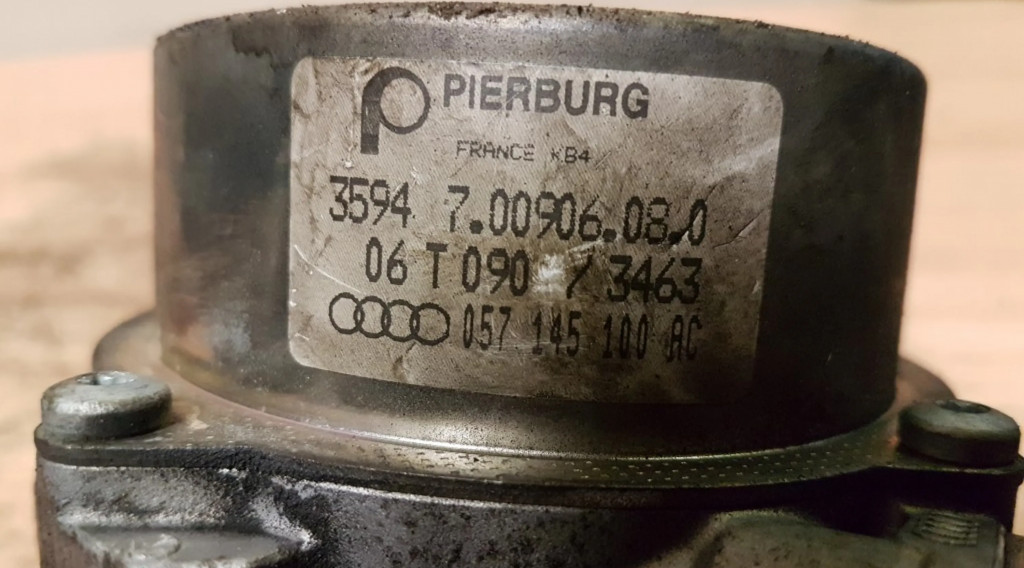 PIERBURG
FRANCE KB4
3594 7.00906.08.0
06 T 090 / 3463
057 145 100 AC